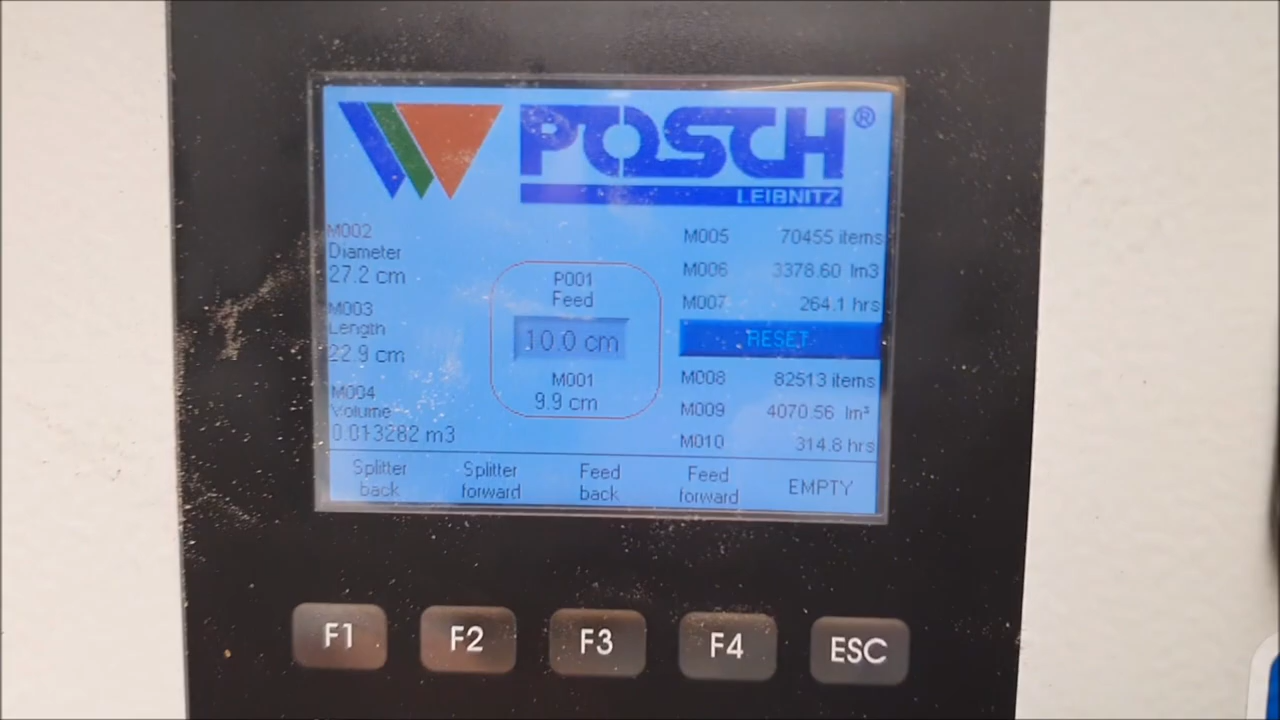 POSCH®
LEIBNITZ
M002
Diameter
27.2 cm
M003
Length
22.9 cm
M004
Volume
0.013282 m3
P001
Feed
10.0 cm
M001
9.9 cm
M005 70455 items
M006 3378.60 lm3
M007 264.1 hrs
RESET
M008 82513 items
M009 4070.56 lm³
M010 314.8 hrs
Splitter
back
Splitter
forward
Feed
back
Feed
forward
EMPTY
F1 F2 F3 F4 ESC